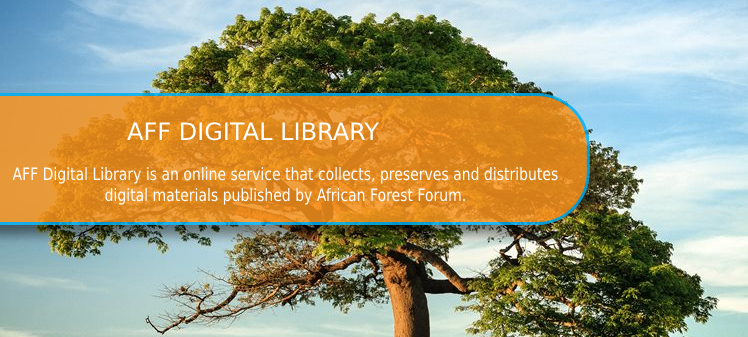 AFF DIGITAL LIBRARY
AFF Digital Library is an online service that collects, preserves and distributes
digital materials published by African Forest Forum.